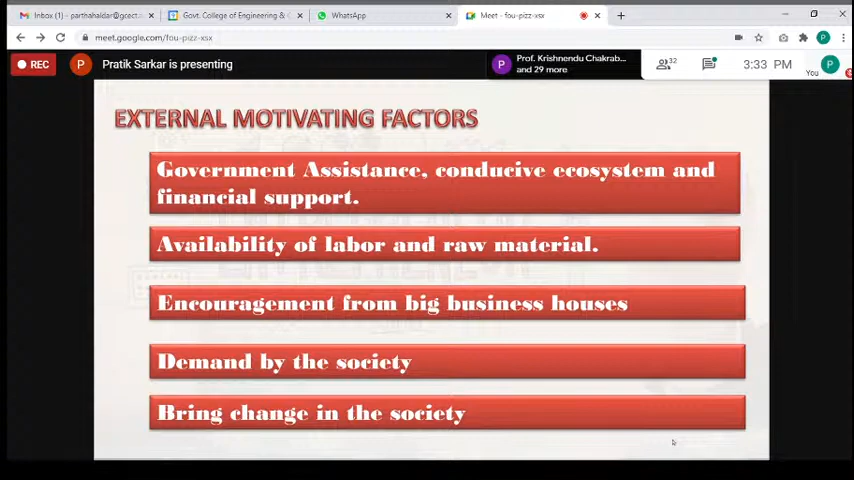 Inbox (1) - parthahaldar@gcect.
Govt. College of Engineering & C
WhatsApp
Meet - fou-pizz-xsx
meet.google.com/fou-pizz-xsx
REC
P
Pratik Sarkar is presenting
P
Prof. Krishnendu Chakrab...
and 29 more
32
3:33 PM
You
P
EXTERNAL MOTIVATING FACTORS
Government Assistance, conducive ecosystem and
financial support.
Availability of labor and raw material.
Encouragement from big business houses
Demand by the society
Bring change in the society